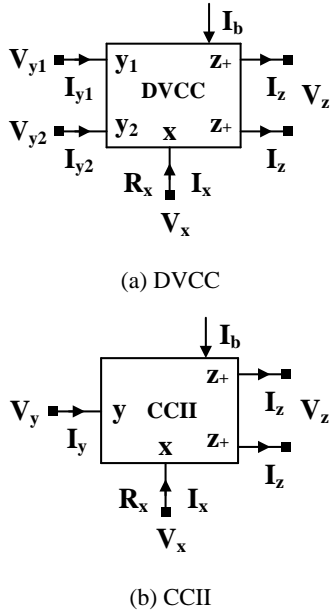 I_b
V_y1 y_1 z+ V_z
I_y1 DVCC I_z
V_y2 y_2 x z+
I_y2 I_z
R_x I_x
V_x
(a) DVCC
I_b
z+
V_y y CCII I_z V_z
I_y x z+
R_x I_x I_z
V_x
(b) CCII